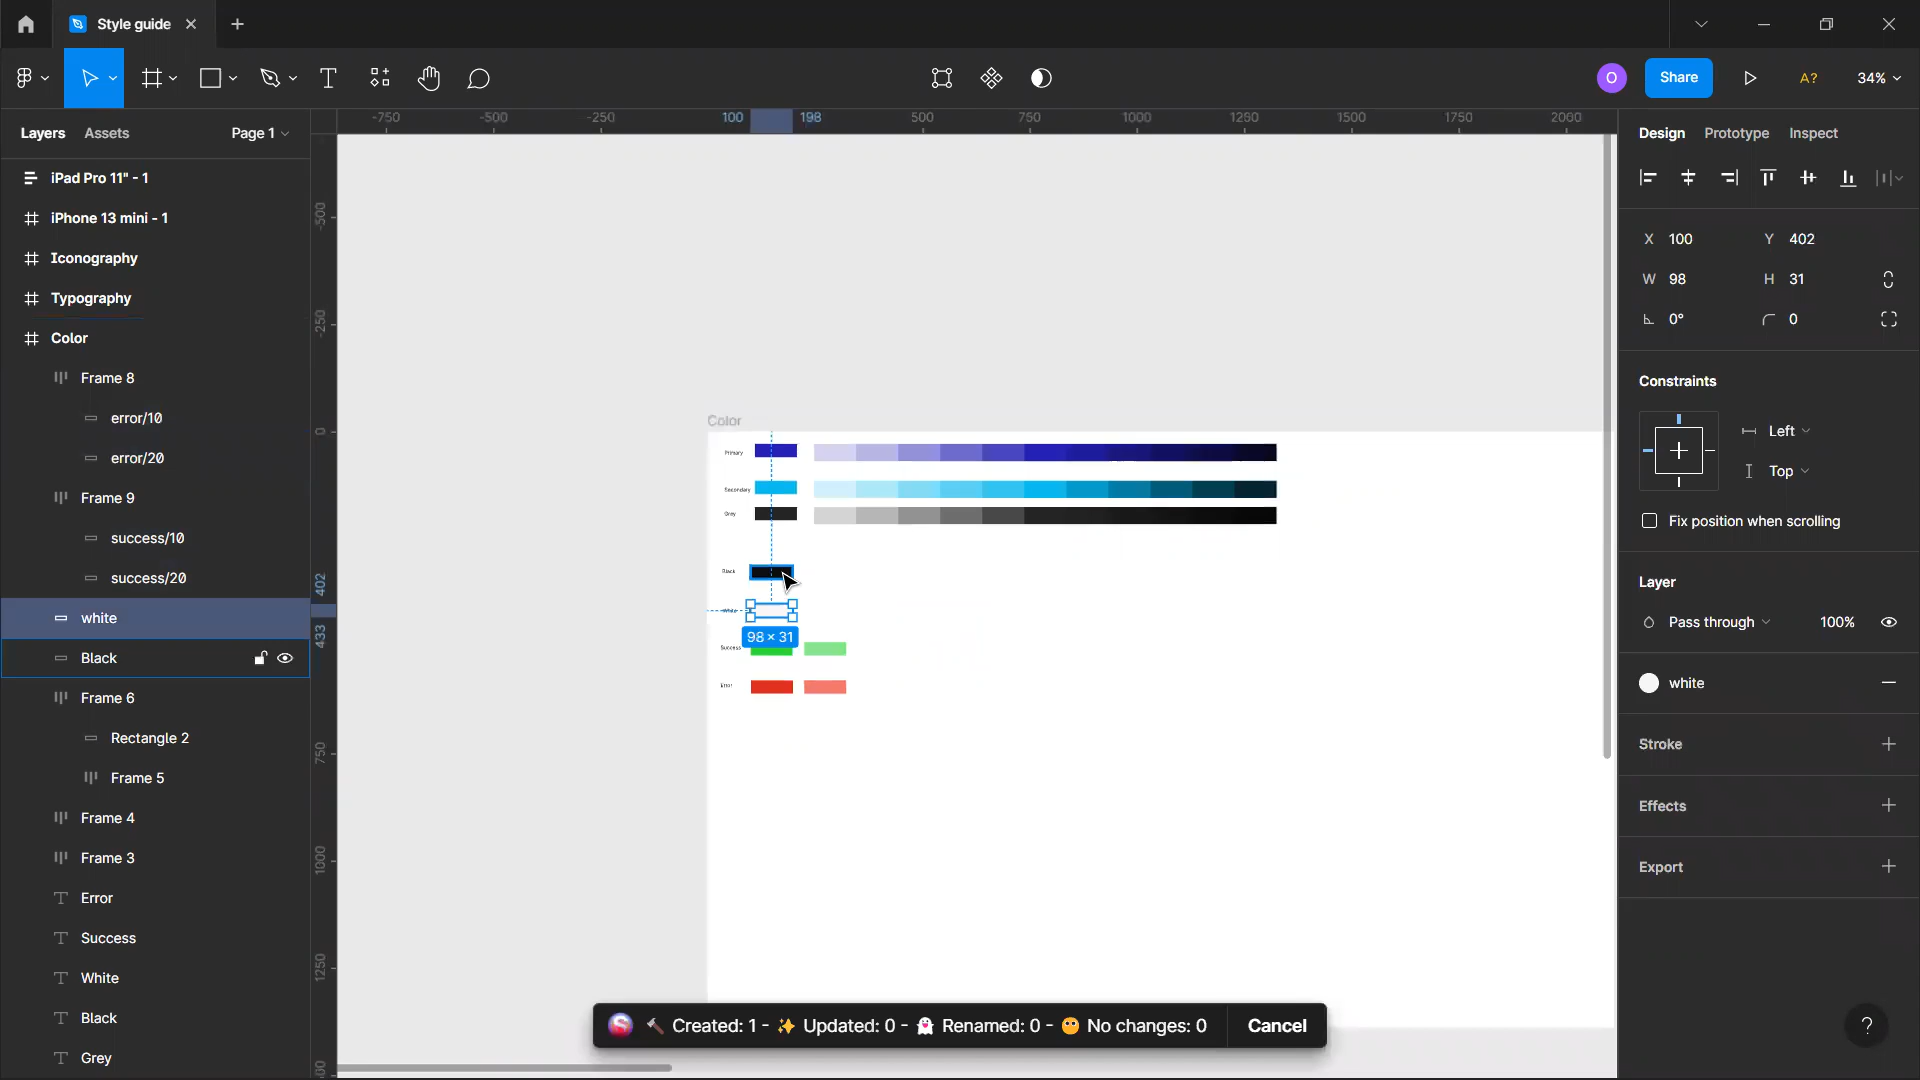 Style guide
Share
A?
34%
Layers
Assets
Page 1
-750
-500
-250
100
198
500
750
1000
1250
1500
1750
2000
Design
Prototype
Inspect
iPad Pro 11" - 1
iPhone 13 mini - 1
Iconography
Typography
Color
Frame 8
error/10
error/20
Frame 9
success/10
success/20
white
Black
Frame 6
Rectangle 2
Frame 5
Frame 4
Frame 3
Error
Success
White
Black
Grey
-500
-250
0
402
433
750
1000
1250
Color
Primary
Secondary
Grey
Black
White
98 × 31
Success
Error
X 100
Y 402
W 98
H 31
0°
0
Constraints
Left
Top
Fix position when scrolling
Layer
Pass through
100%
white
Stroke
Effects
Export
O
S
Created: 1 - Updated: 0 - Renamed: 0 - No changes: 0
Cancel
?